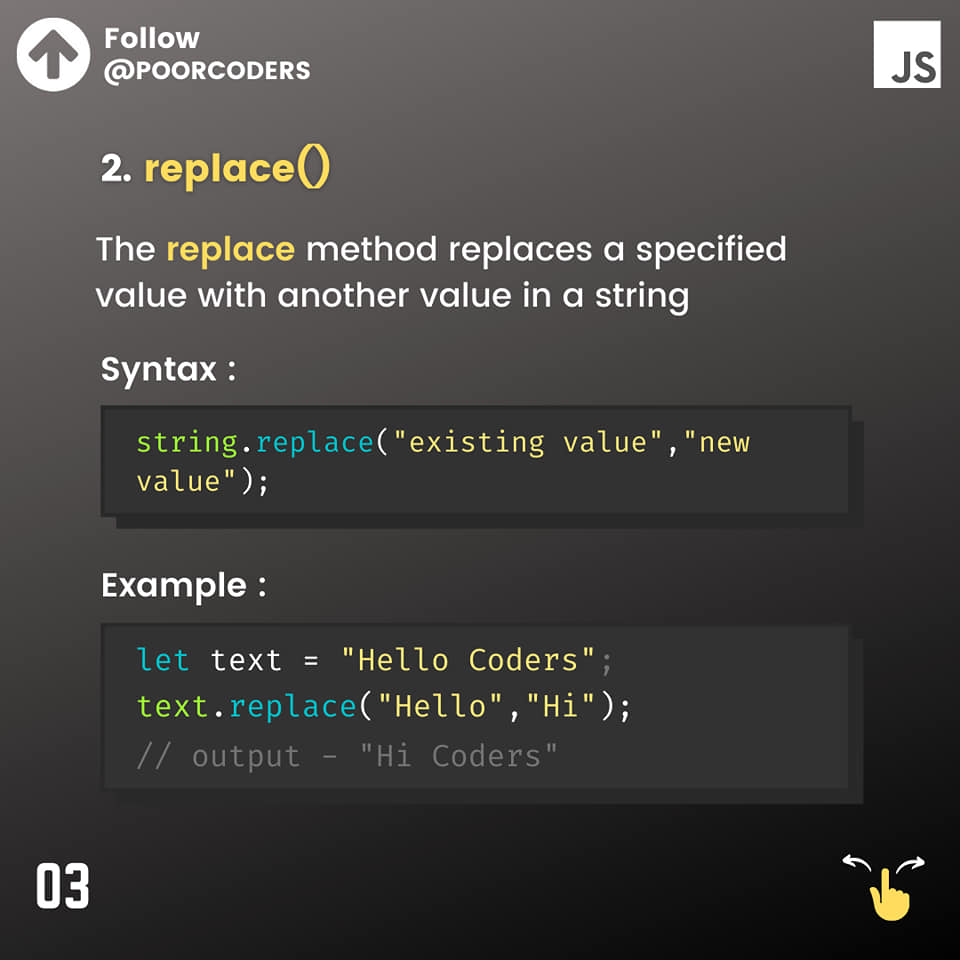 Follow
@POORCODERS
JS
2. replace()
The replace method replaces a specified
value with another value in a string
Syntax :
string.replace("existing value","new
value");
Example :
let text = "Hello Coders";
text.replace("Hello","Hi");
// output - "Hi Coders"
03